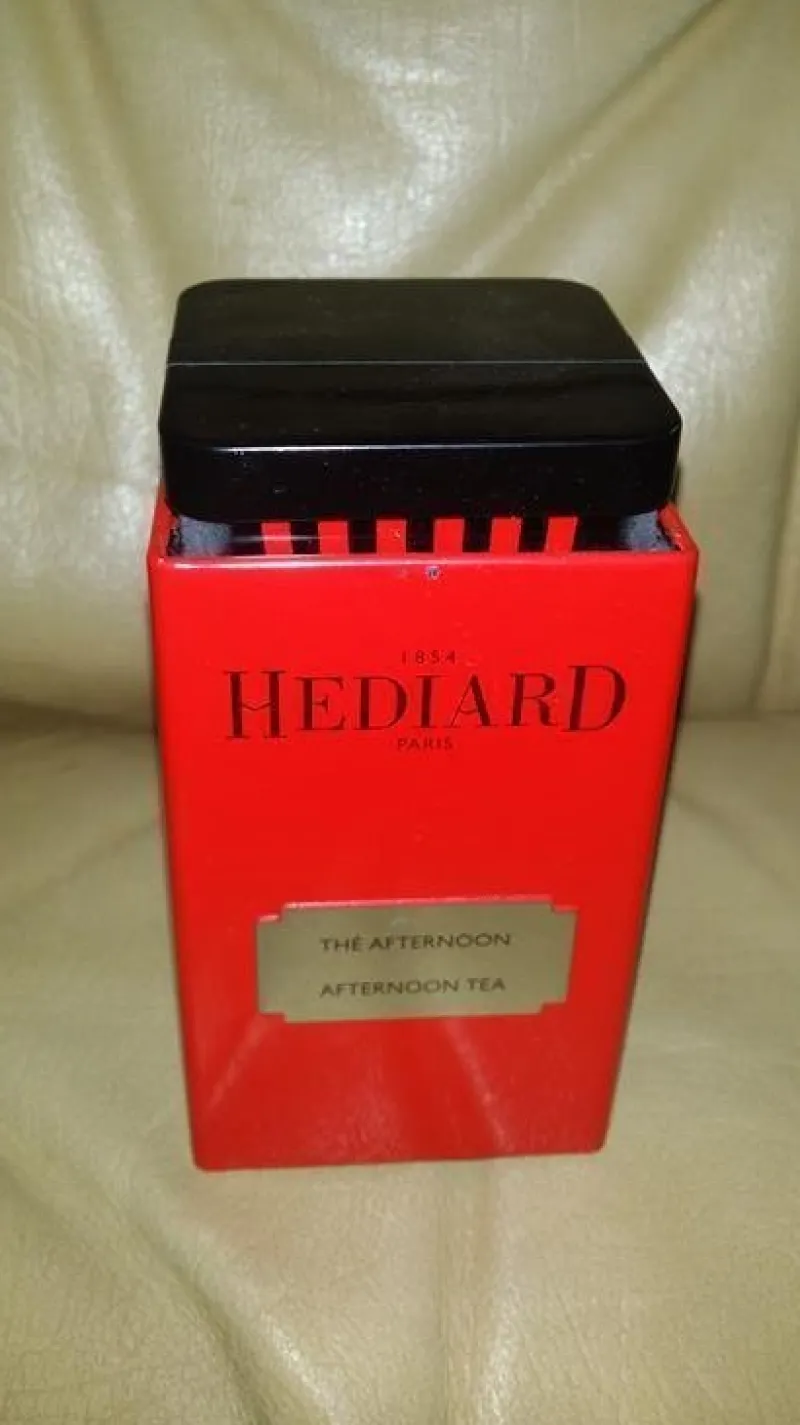 1854
HEDIARD
PARIS
THÉ AFTERNOON
AFTERNOON TEA